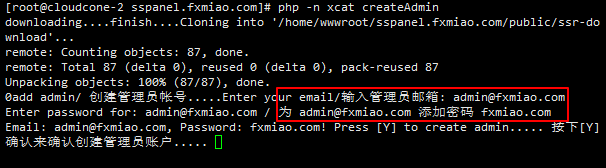 [root@cloudcone-2 sspanel.fxmiao.com]# php -n xcat createAdmin
downloading....finish....Cloning into '/home/wwwroot/sspanel.fxmiao.com/public/ssr-do
wnload'...
remote: Counting objects: 87, done.
remote: Total 87 (delta 0), reused 0 (delta 0), pack-reused 87
Unpacking objects: 100% (87/87), done.
0add admin/ 创建管理员帐号.....Enter your email/输入管理员邮箱: admin@fxmiao.com
Enter password for: admin@fxmiao.com / 为 admin@fxmiao.com 添加密码 fxmiao.com
Email: admin@fxmiao.com, Password: fxmiao.com! Press [Y] to create admin..... 按下[Y]
确认来确认创建管理员账户.....